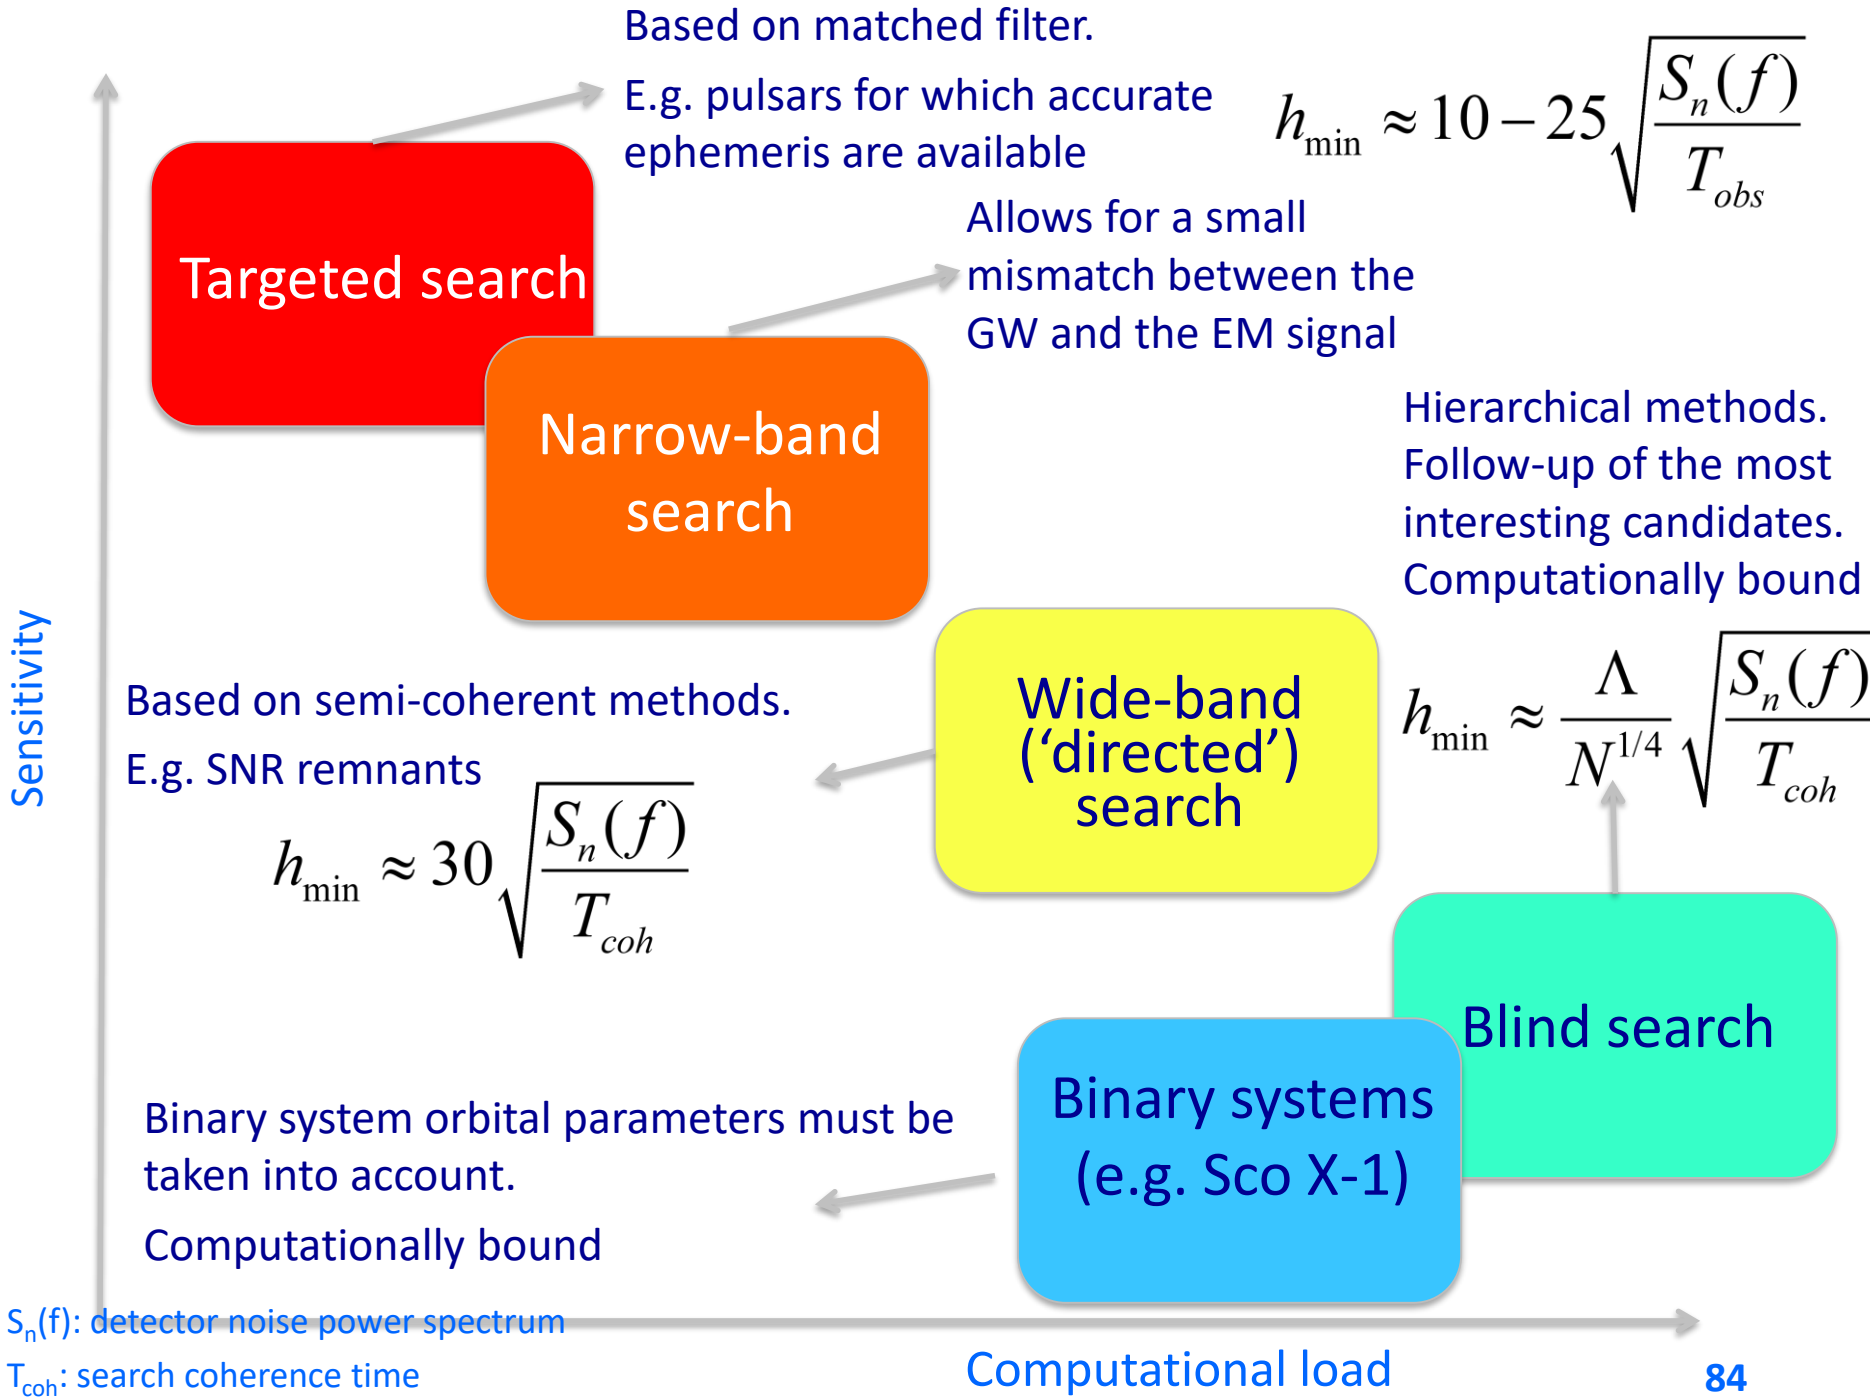 Based on matched filter.
E.g. pulsars for which accurate
ephemeris are available
h_min ≈ 10 − 25 √(S_n(f) / T_obs)
Targeted search
Allows for a small
mismatch between the
GW and the EM signal
Narrow-band
search
Hierarchical methods.
Follow-up of the most
interesting candidates.
Computationally bound
h_min ≈ Λ / N^{1/4} √(S_n(f) / T_coh)
Sensitivity
Based on semi-coherent methods.
E.g. SNR remnants
h_min ≈ 30 √(S_n(f) / T_coh)
Wide-band
(‘directed’)
search
Blind search
Binary systems
(e.g. Sco X-1)
Binary system orbital parameters must be
taken into account.
Computationally bound
S_n(f): detector noise power spectrum
T_coh: search coherence time
Computational load
84